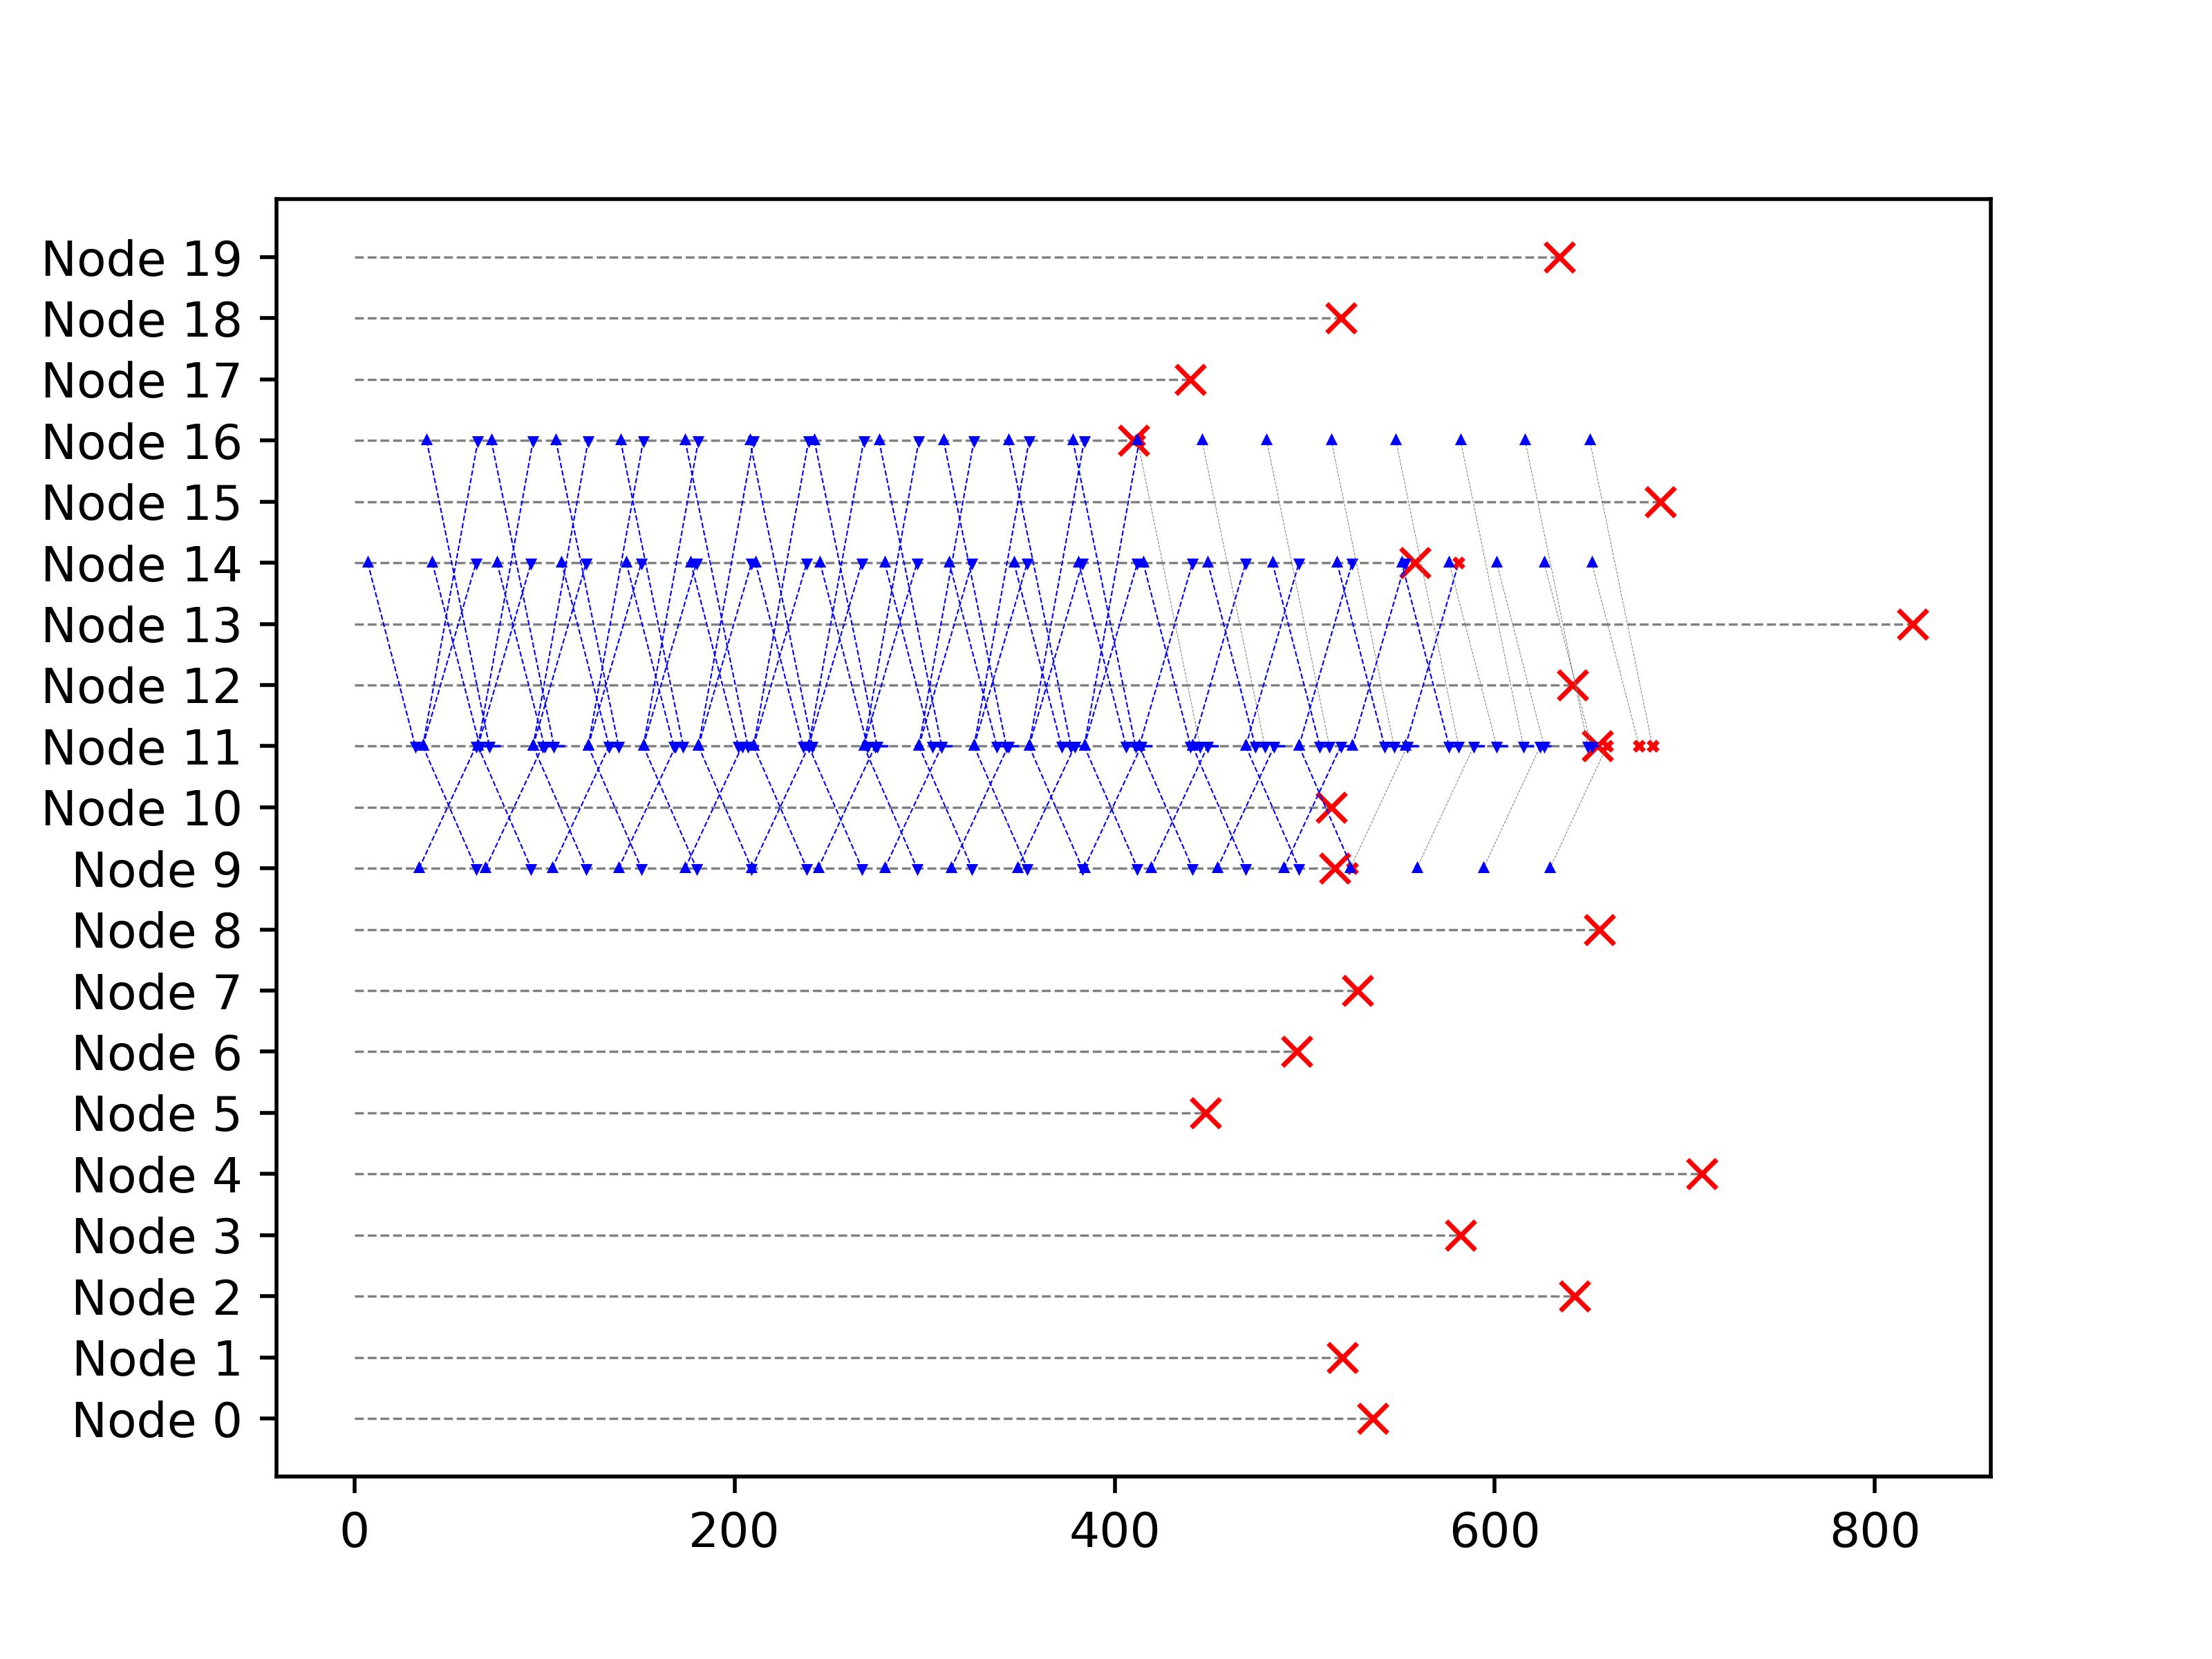 Node 19
Node 18
Node 17
Node 16
Node 15
Node 14
Node 13
Node 12
Node 11
Node 10
Node 9
Node 8
Node 7
Node 6
Node 5
Node 4
Node 3
Node 2
Node 1
Node 0
0 200 400 600 800